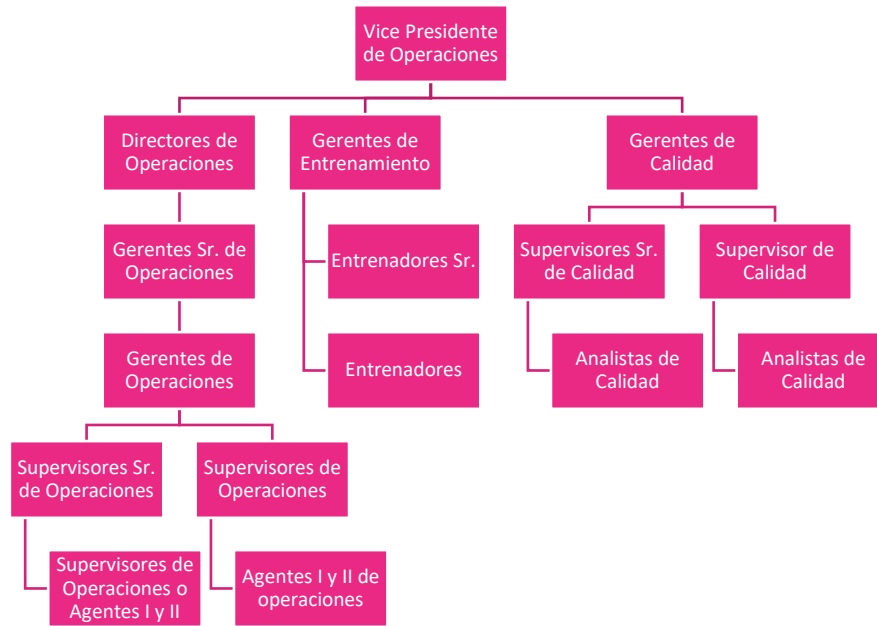 Vice Presidente
de Operaciones
Directores de
Operaciones
Gerentes de
Entrenamiento
Gerentes de
Calidad
Gerentes Sr. de
Operaciones
Entrenadores Sr.
Supervisores Sr.
de Calidad
Supervisor de
Calidad
Gerentes de
Operaciones
Entrenadores
Analistas de
Calidad
Analistas de
Calidad
Supervisores Sr.
de Operaciones
Supervisores de
Operaciones
Supervisores de
Operaciones o
Agentes I y II
Agentes I y II de
operaciones